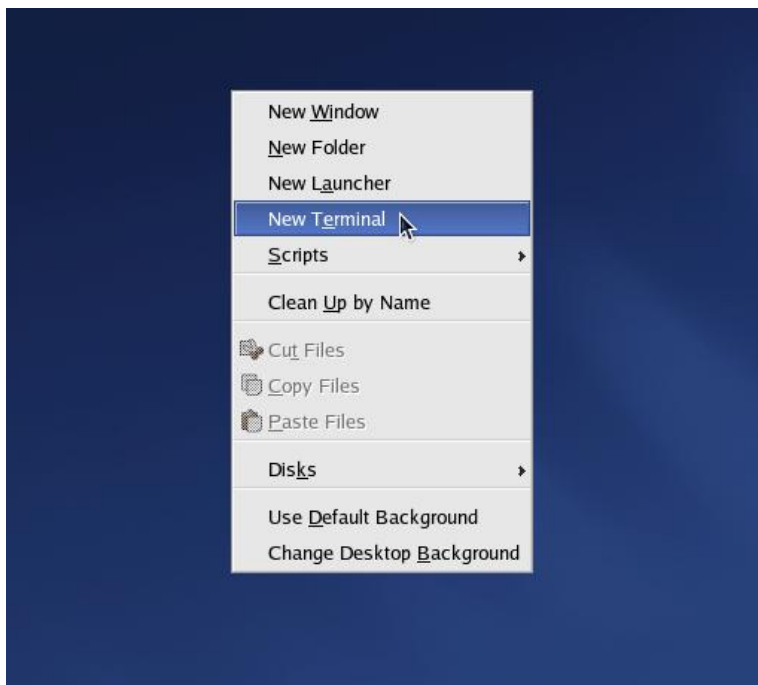 New Window
New Folder
New Launcher
New Terminal
Scripts
Clean Up by Name
Cut Files
Copy Files
Paste Files
Disks
Use Default Background
Change Desktop Background